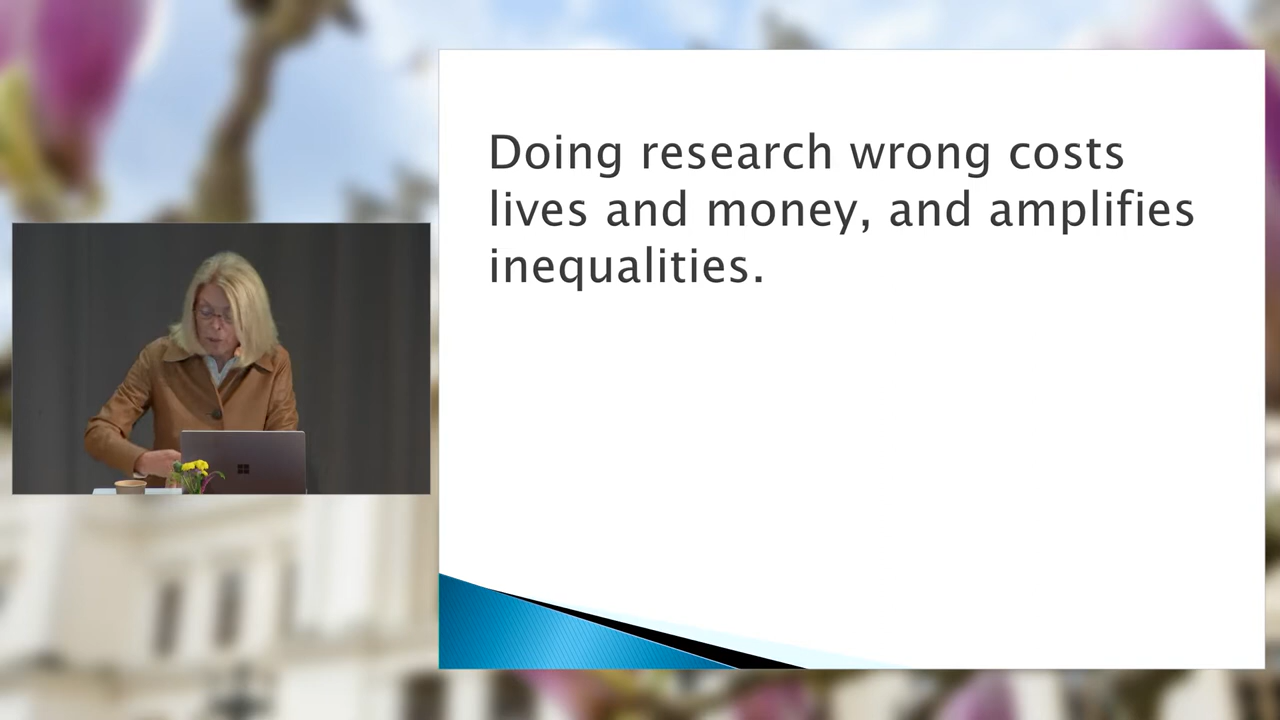 Doing research wrong costs
lives and money, and amplifies
inequalities.